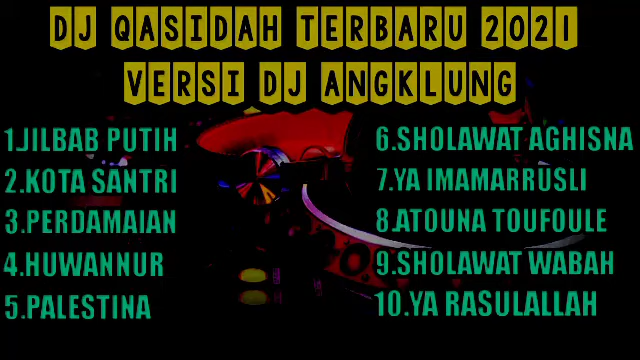 DJ QASIDAH TERBARU 2021
VERSI DJ ANGKLUNG
1.JILBAB PUTIH
2.KOTA SANTRI
3.PERDAMAIAN
4.HUWANNUR
5.PALESTINA
6.SHOLAWAT AGHISNA
7.YA IMAMARRUSLI
8.ATOUNA TOUFOULE
9.SHOLAWAT WABAH
10.YA RASULALLAH